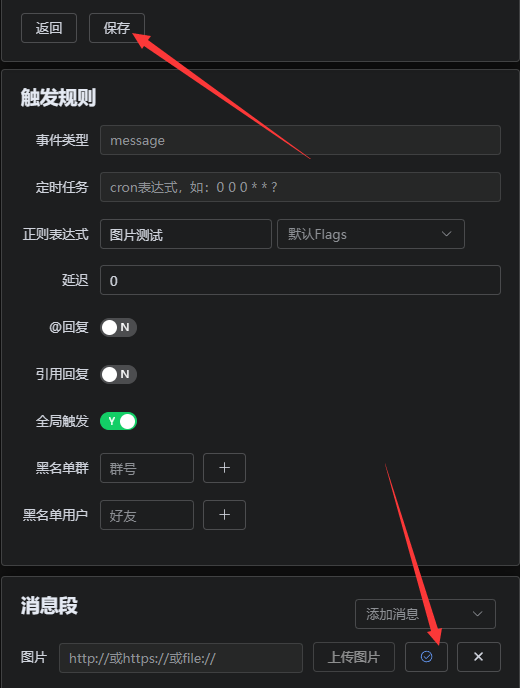 返回 保存
触发规则
事件类型 message
定时任务 cron表达式，如：0 0 0 * * ?
正则表达式 图片测试 默认Flags
延迟 0
@回复 N
引用回复 N
全局触发 Y
黑名单群 群号 +
黑名单用户 好友 +
消息段 添加消息
图片 http://或https://或file:// 上传图片